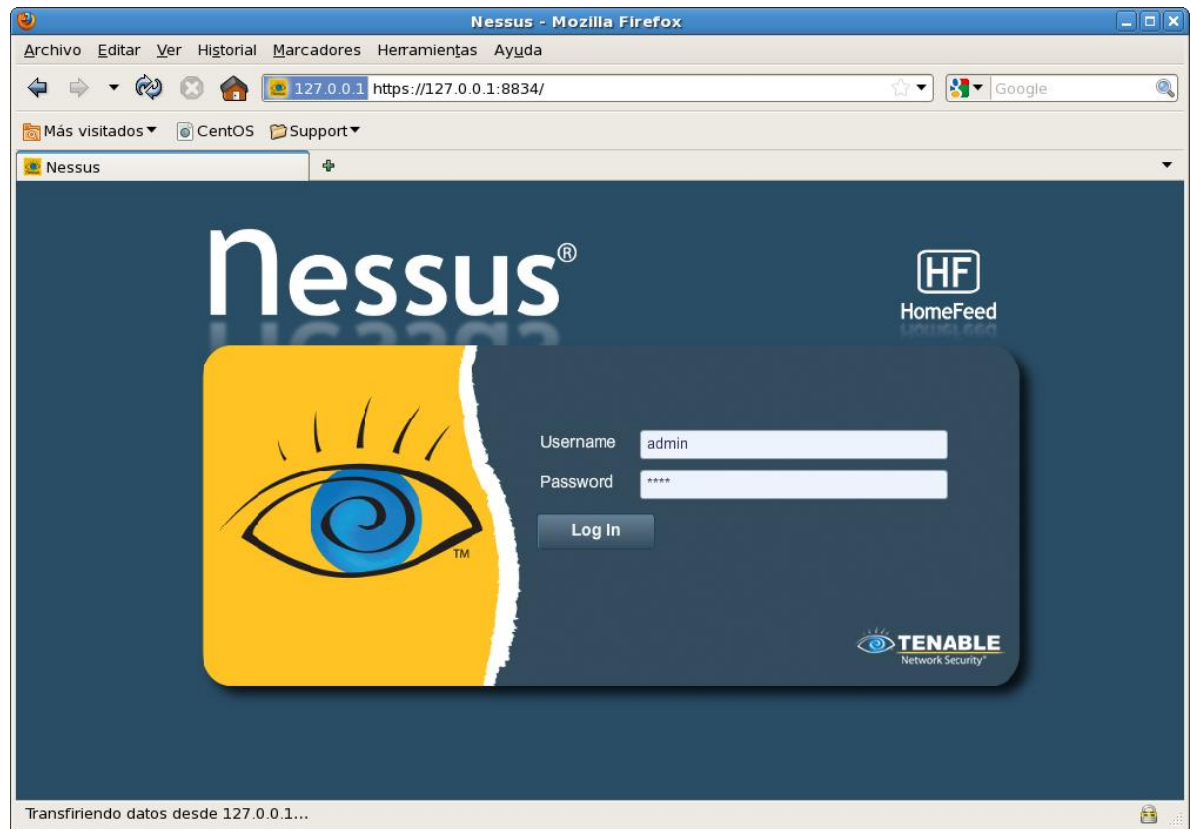 Nessus - Mozilla Firefox
Archivo Editar Ver Historial Marcadores Herramientas Ayuda
127.0.0.1 https://127.0.0.1:8834/ Google
Más visitados CentOS Support
Nessus
Nessus®
HF
HomeFeed
Username admin
Password ****
Log In
TM
TENABLE
Network Security®
Transfiriendo datos desde 127.0.0.1...